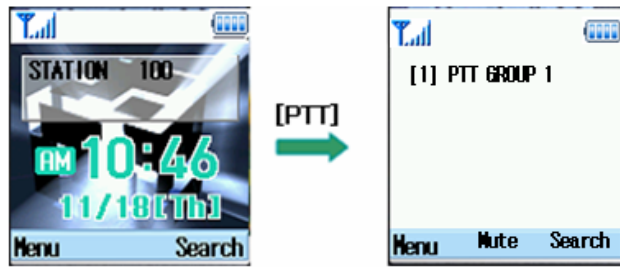 STATION 100
AM 10:46
11/18[Th]
Menu Search
[PTT]
[1] PTT GROUP 1
Menu Mute Search